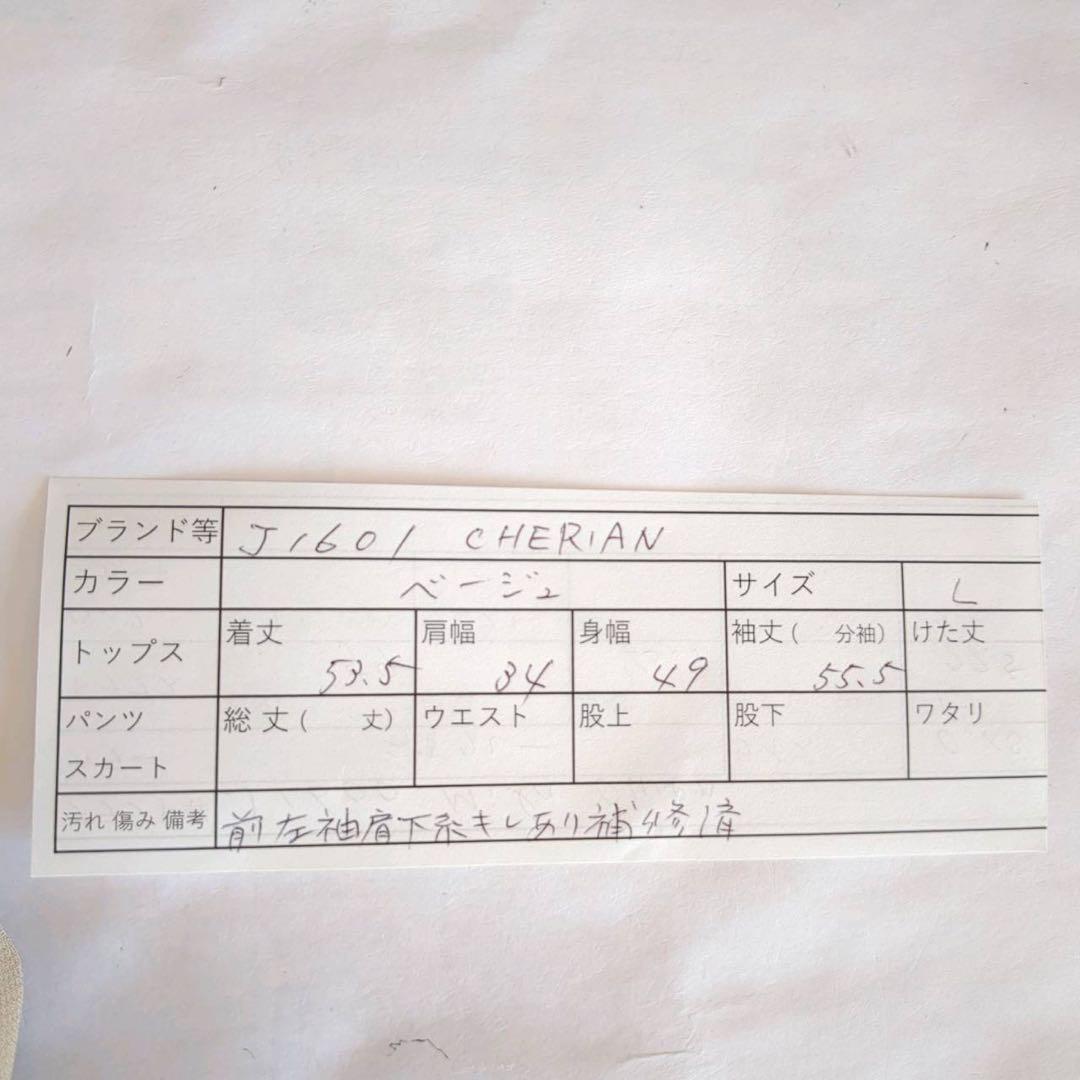 ブランド等 J1601 CHERIAN
カラー ベージュ サイズ L
トップス 着丈 53.5 肩幅 34 身幅 49 袖丈( 分袖) 55.5 けた丈
パンツ スカート 総丈( 丈) ウエスト 股上 股下 ワタリ
汚れ 傷み 備考 前左袖肩下糸キレあり補修済